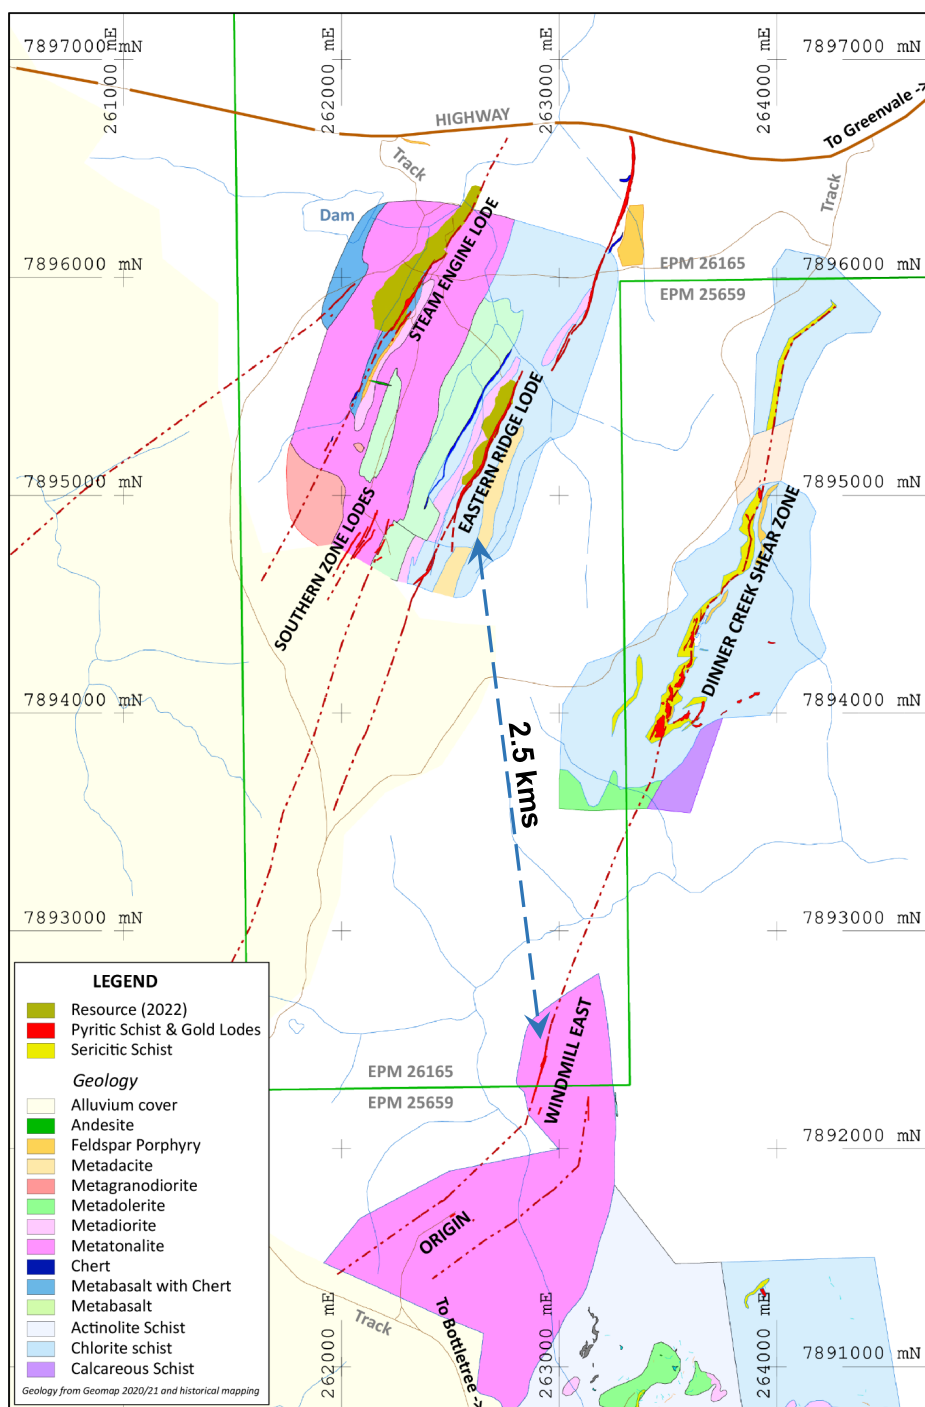 7897000 mN
261000 mE
262000 mE
263000 mE
264000 mE
7897000 mN
HIGHWAY
To Greenvale ->
Track
Track
Dam
STEAM ENGINE LODE
EPM 26165
7896000 mN
7896000 mN
EPM 25659
EASTERN RIDGE LODE
7895000 mN
7895000 mN
SOUTHERN ZONE LODES
DINNER CREEK SHEAR ZONE
7894000 mN
7894000 mN
2.5 kms
7893000 mN
7893000 mN
LEGEND
Resource (2022)
Pyritic Schist & Gold Lodes
Sericitic Schist
Geology
Alluvium cover
Andesite
Feldspar Porphyry
Metadacite
Metagranodiorite
Metadolerite
Metadiorite
Metatonalite
Chert
Metabasalt with Chert
Metabasalt
Actinolite Schist
Chlorite schist
Calcareous Schist
Geology from Geomap 2020/21 and historical mapping
WINDMILL EAST
EPM 26165
EPM 25659
7892000 mN
ORIGIN
Track
To Bottletree ->
262000 mE
263000 mE
264000 mE
7891000 mN